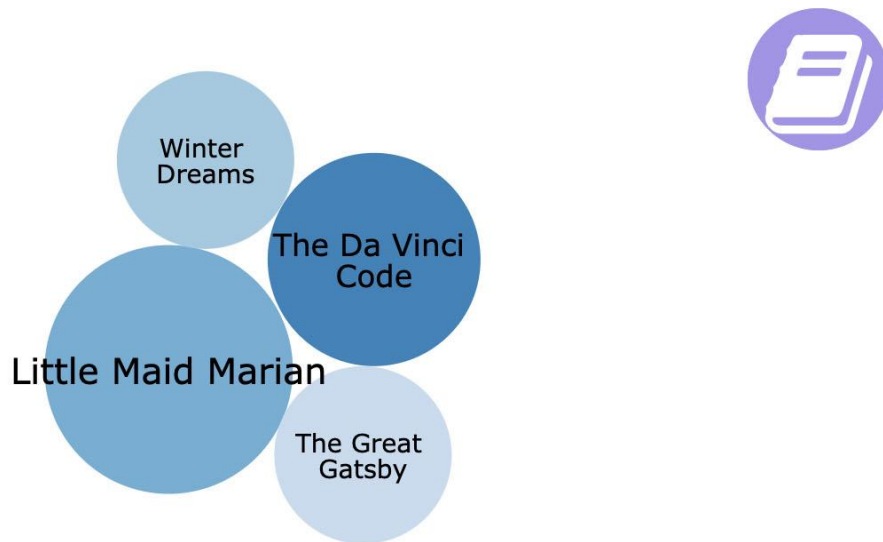 Winter
Dreams
The Da Vinci
Code
Little Maid Marian
The Great
Gatsby